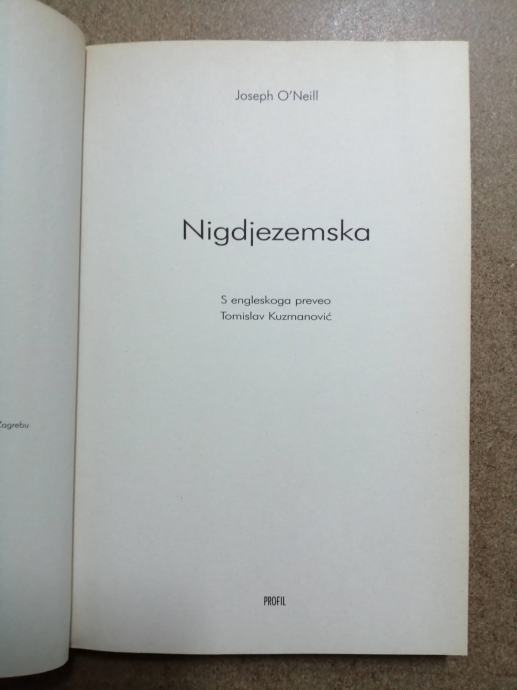 Zagrebu
Joseph O'Neill
Nigdjezemska
S engleskoga preveo
Tomislav Kuzmanović
PROFIL